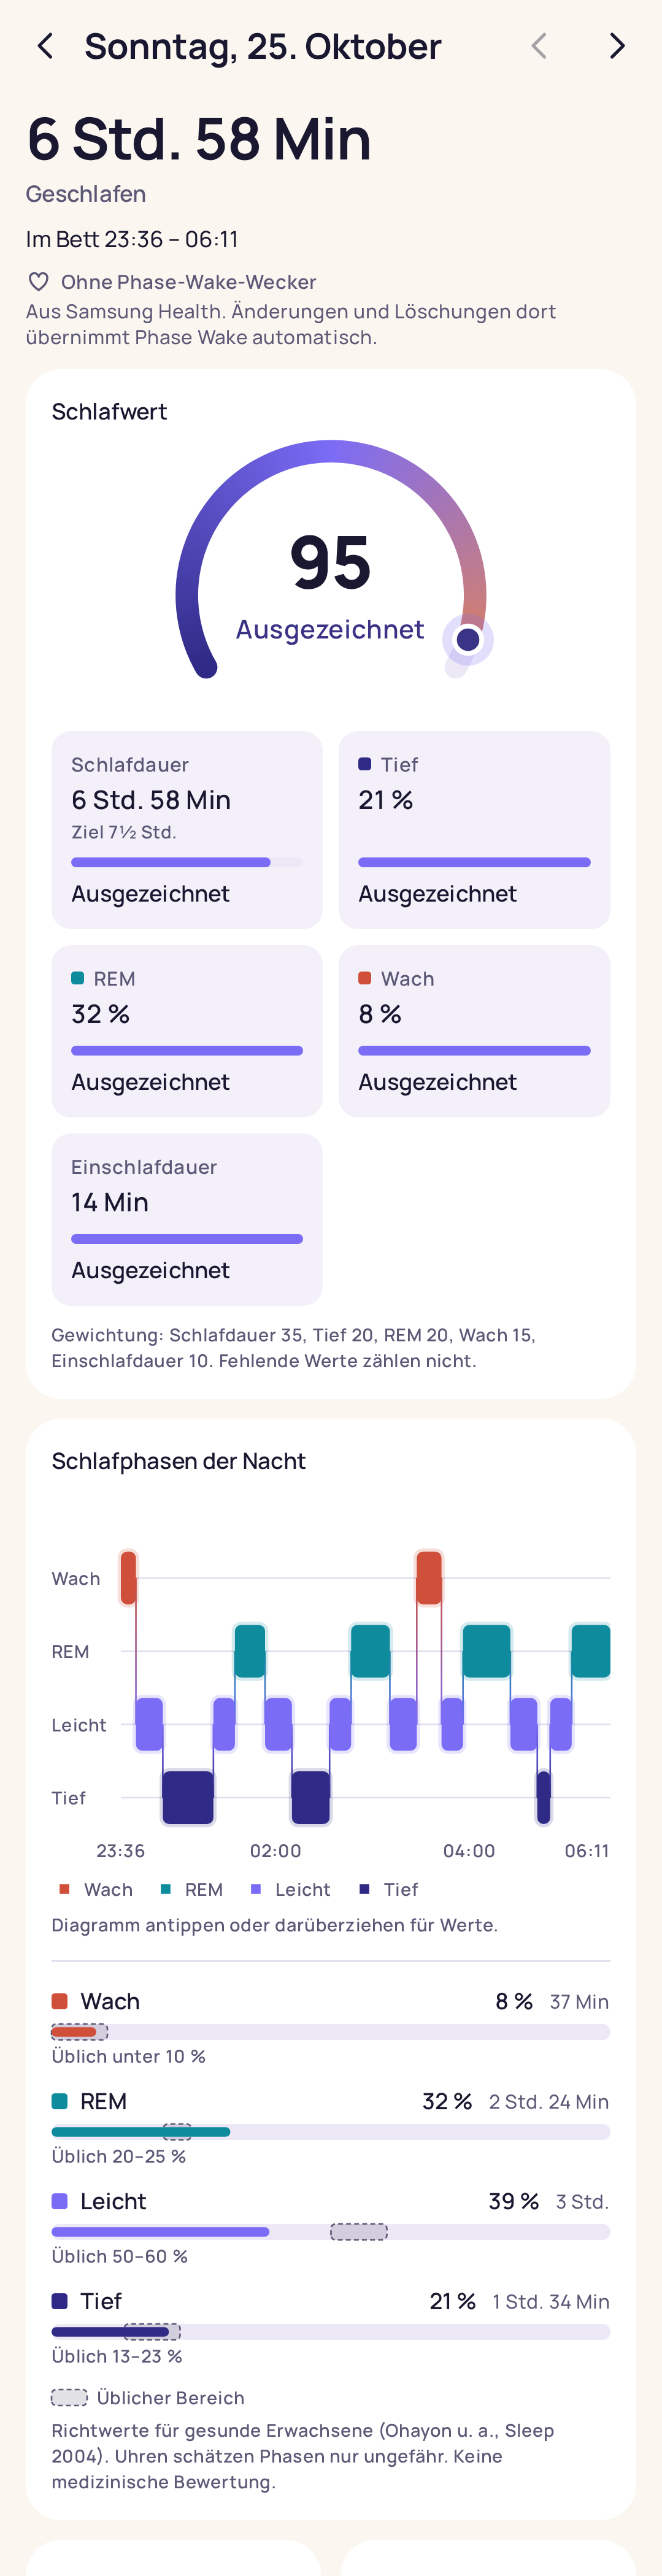 Sonntag, 25. Oktober
6 Std. 58 Min
Geschlafen
Im Bett 23:36 – 06:11
Ohne Phase-Wake-Wecker
Aus Samsung Health. Änderungen und Löschungen dort
übernimmt Phase Wake automatisch.
Schlafwert
95
Ausgezeichnet
Schlafdauer
6 Std. 58 Min
Ziel 7½ Std.
Ausgezeichnet
Tief
21 %
Ausgezeichnet
REM
32 %
Ausgezeichnet
Wach
8 %
Ausgezeichnet
Einschlafdauer
14 Min
Ausgezeichnet
Gewichtung: Schlafdauer 35, Tief 20, REM 20, Wach 15,
Einschlafdauer 10. Fehlende Werte zählen nicht.
Schlafphasen der Nacht
Wach
REM
Leicht
Tief
23:36 02:00 04:00 06:11
Wach REM Leicht Tief
Diagramm antippen oder darüberziehen für Werte.
Wach 8 % 37 Min
Üblich unter 10 %
REM 32 % 2 Std. 24 Min
Üblich 20–25 %
Leicht 39 % 3 Std.
Üblich 50–60 %
Tief 21 % 1 Std. 34 Min
Üblich 13–23 %
Üblicher Bereich
Richtwerte für gesunde Erwachsene (Ohayon u. a., Sleep
2004). Uhren schätzen Phasen nur ungefähr. Keine
medizinische Bewertung.